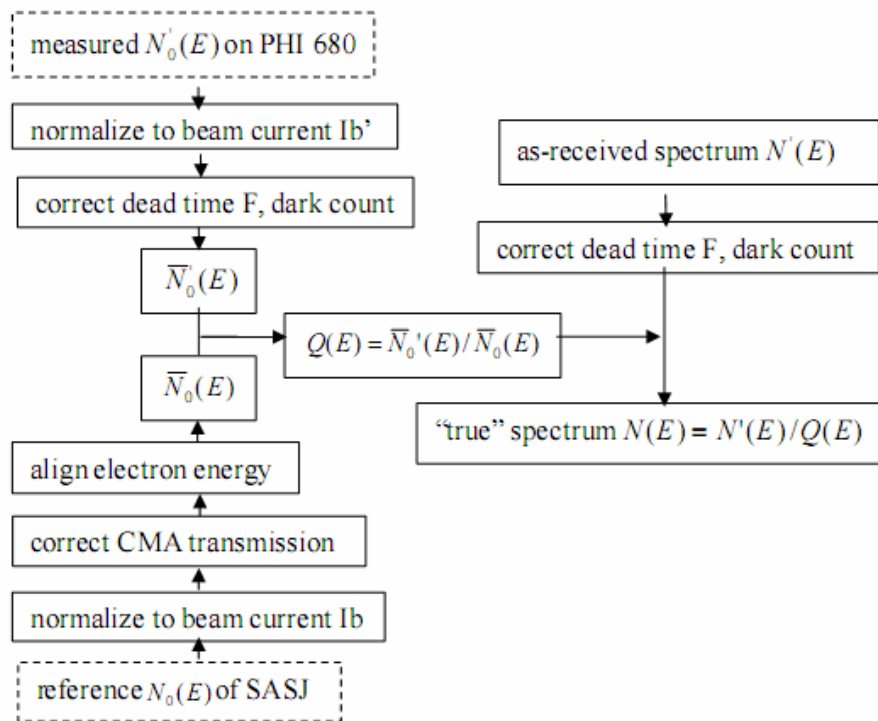 measured N₀'(E) on PHI 680
normalize to beam current Ib’
correct dead time F, dark count
N̅₀'(E)
Q(E) = N̅₀'(E)/N̅₀(E)
N̅₀(E)
align electron energy
correct CMA transmission
normalize to beam current Ib
reference N₀(E) of SASJ
as-received spectrum N'(E)
correct dead time F, dark count
“true” spectrum N(E) = N'(E)/Q(E)